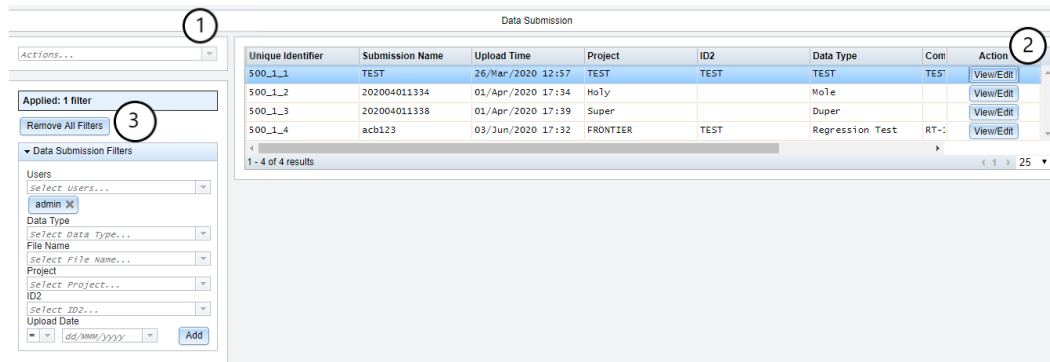 Data Submission
1
Actions...
2
Unique Identifier Submission Name Upload Time Project ID2 Data Type Com Action
500_1_1 TEST 26/Mar/2020 12:57 TEST TEST TEST TEST View/Edit
500_1_2 202004011334 01/Apr/2020 17:34 Holy Mole View/Edit
500_1_3 202004011338 01/Apr/2020 17:39 Super Duper View/Edit
500_1_4 acb123 03/Jun/2020 17:32 FRONTIER TEST Regression Test RT-1 View/Edit
1 - 4 of 4 results
1 25
Applied: 1 filter
Remove All Filters
3
Data Submission Filters
Users
Select Users...
admin
Data Type
Select Data Type...
File Name
Select File Name...
Project
Select Project...
ID2
Select ID2...
Upload Date
= dd/MMM/yyyy Add